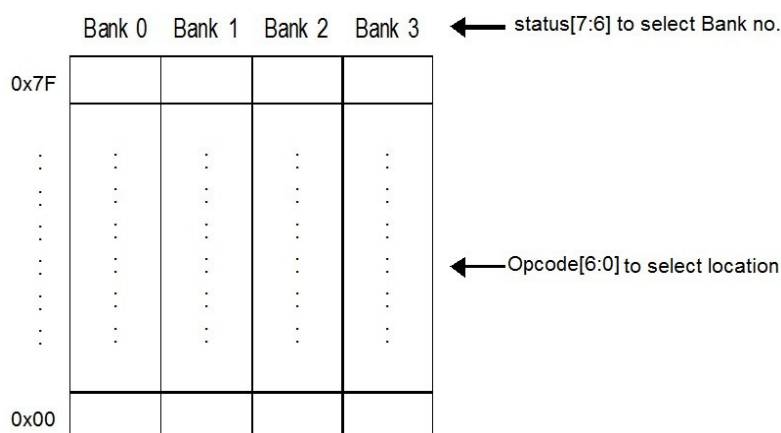 Bank 0 Bank 1 Bank 2 Bank 3 status[7:6] to select Bank no.
0x7F
Opcode[6:0] to select location
0x00